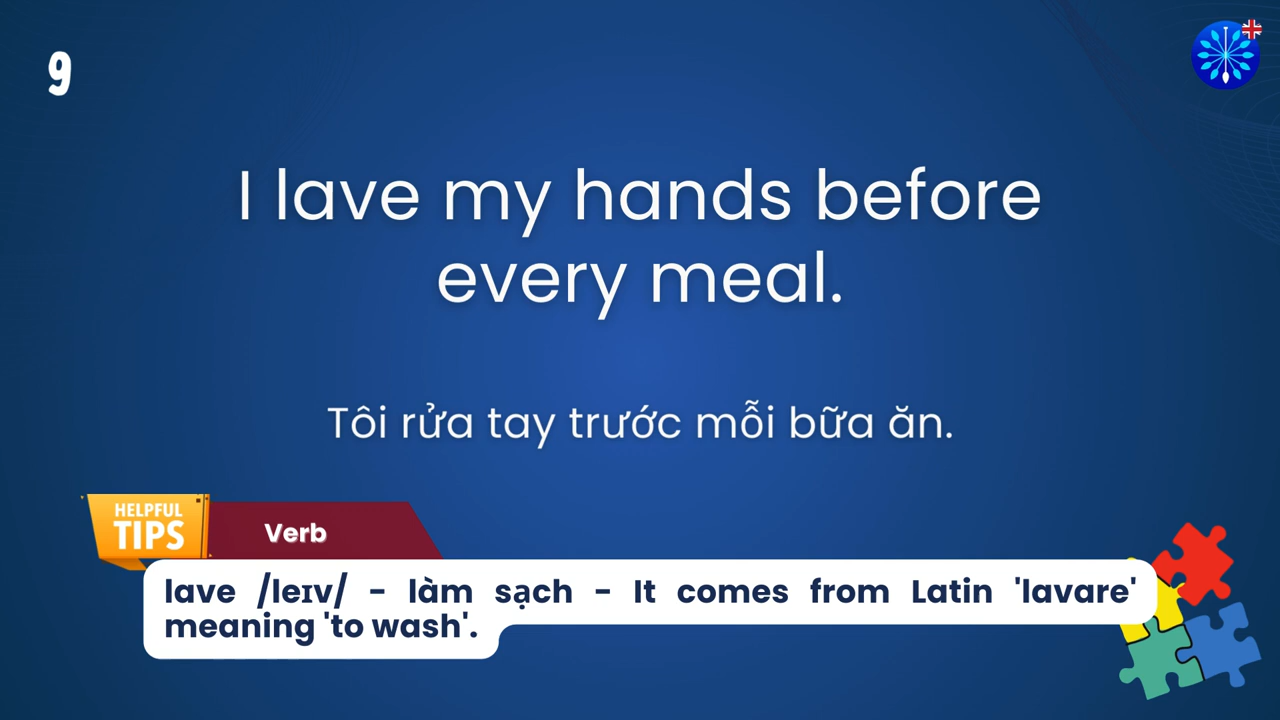 9
I lave my hands before
every meal.
Tôi rửa tay trước mỗi bữa ăn.
HELPFUL
TIPS
Verb
lave /leɪv/ - làm sạch - It comes from Latin 'lavare'
meaning 'to wash'.